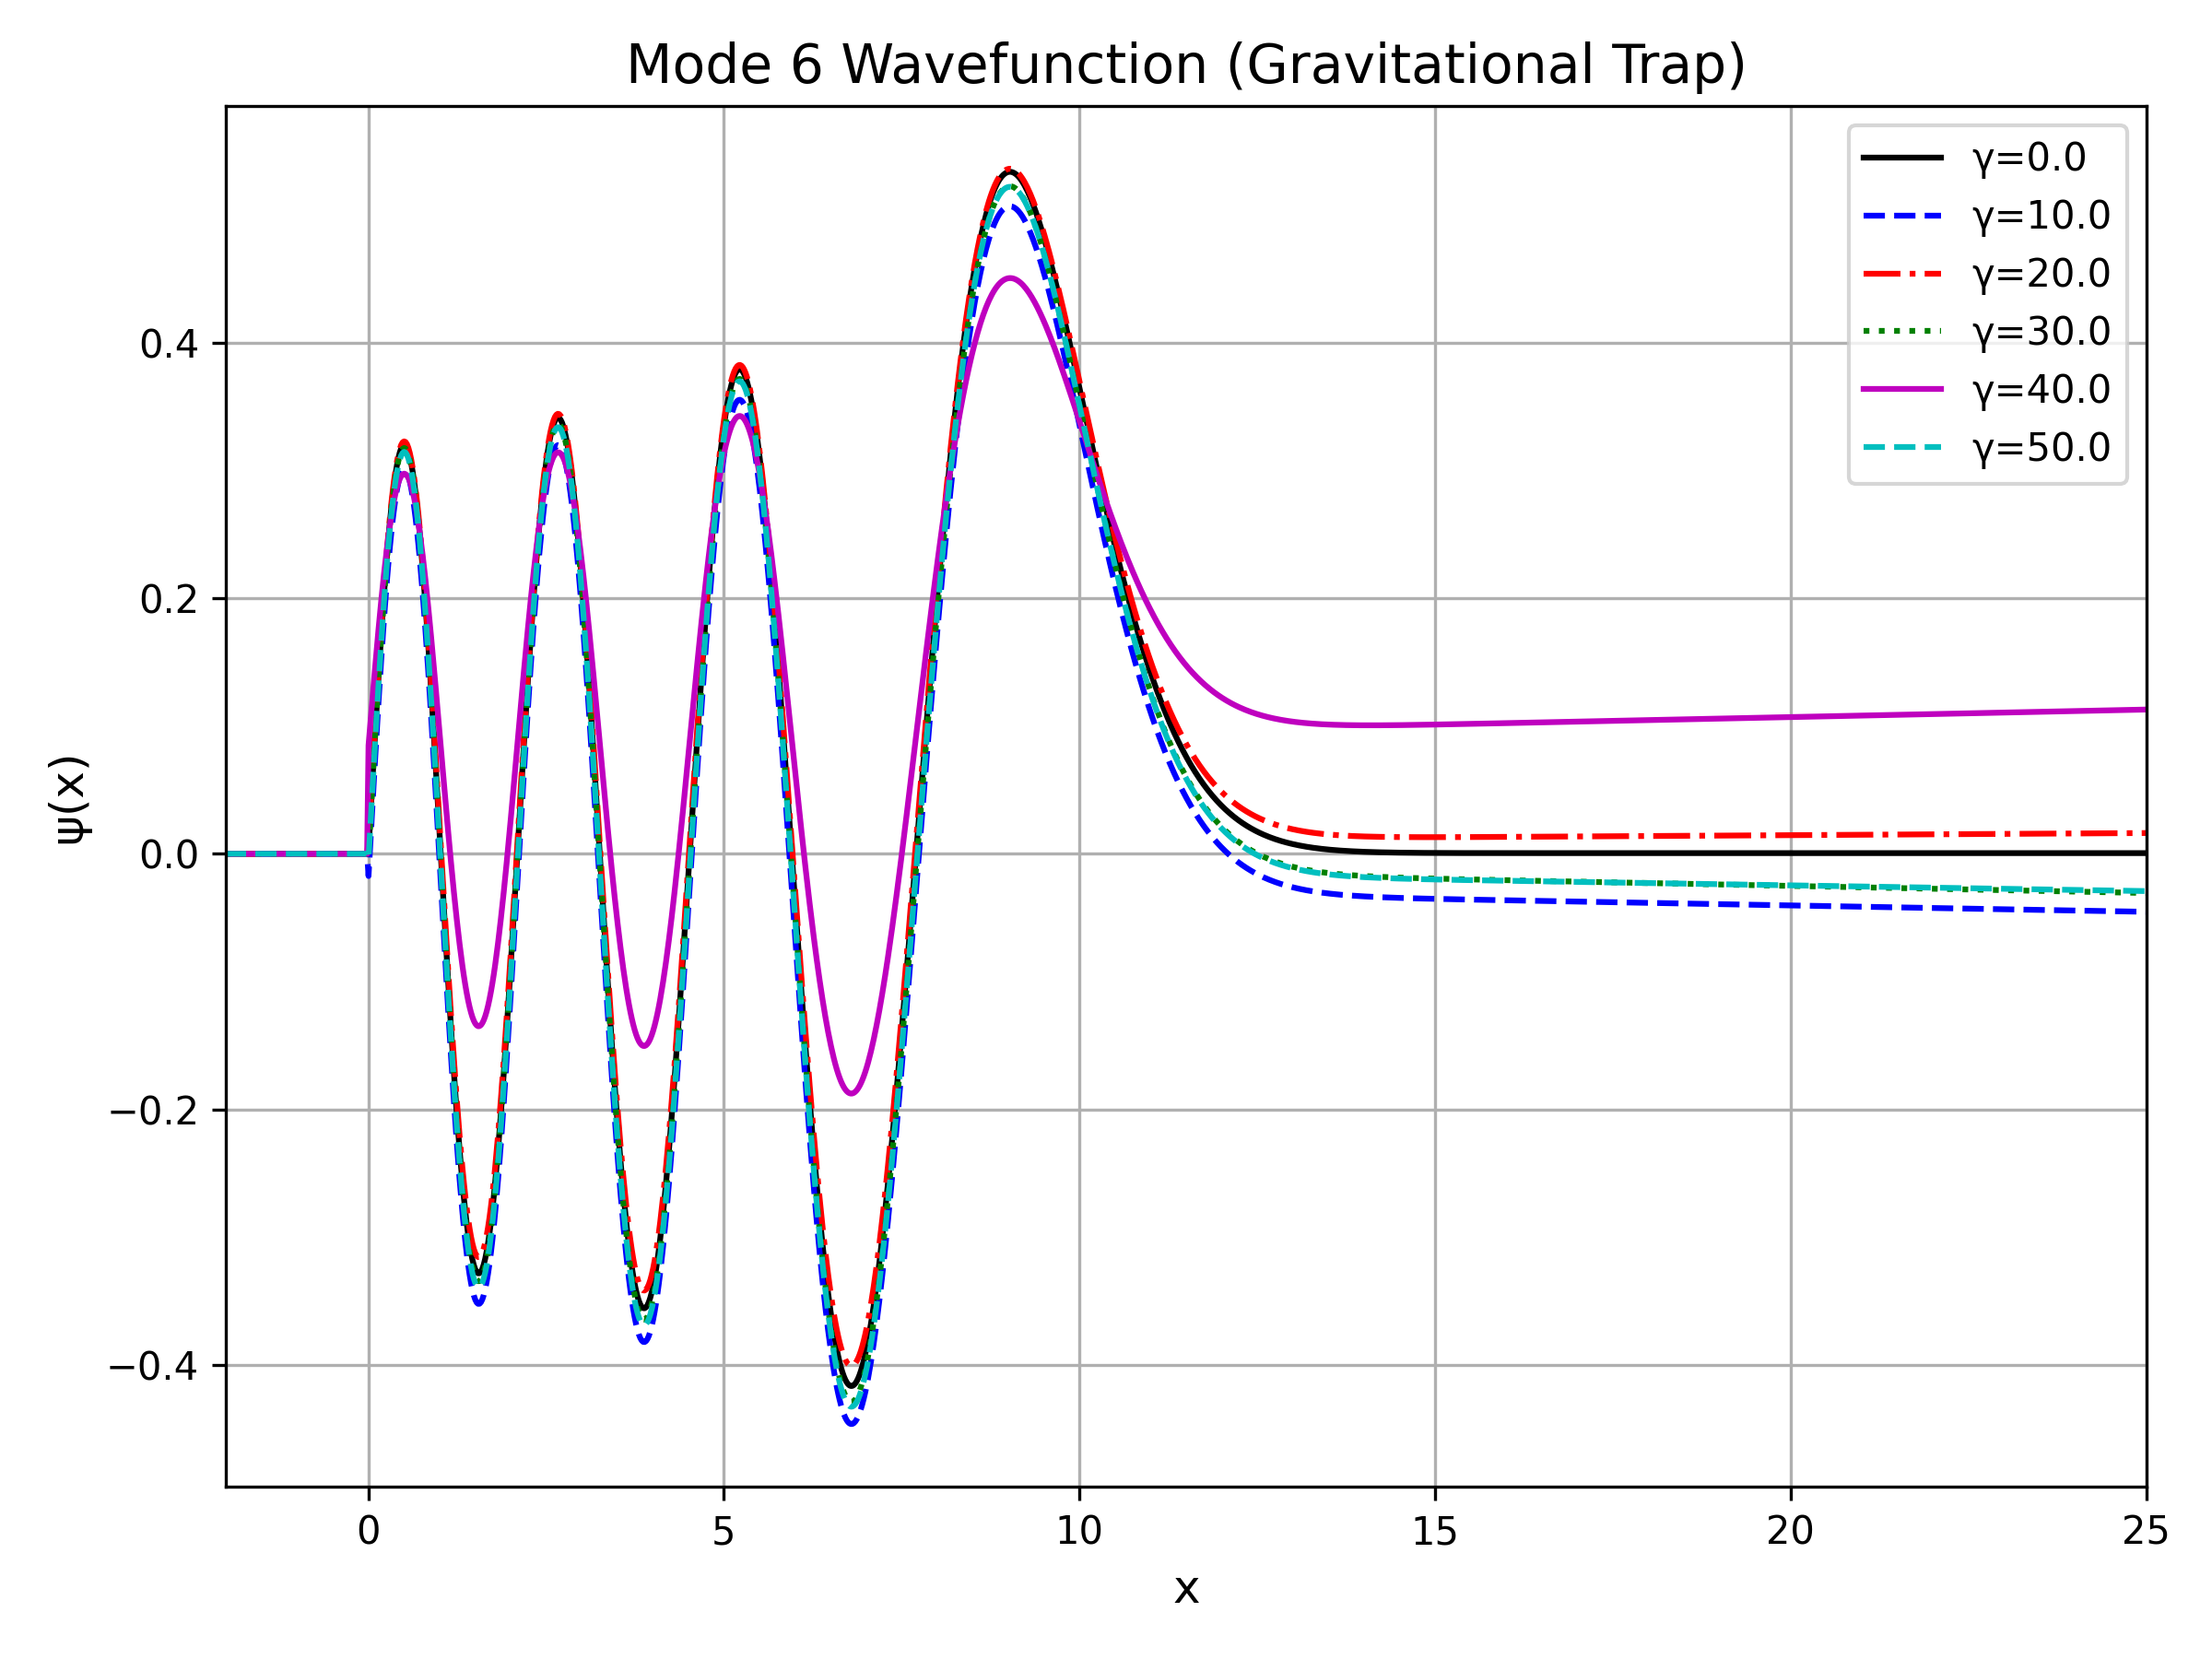 Mode 6 Wavefunction (Gravitational Trap)
γ=0.0
γ=10.0
γ=20.0
γ=30.0
γ=40.0
γ=50.0
ψ(x)
0.4
0.2
0.0
−0.2
−0.4
0 5 10 15 20 25
x